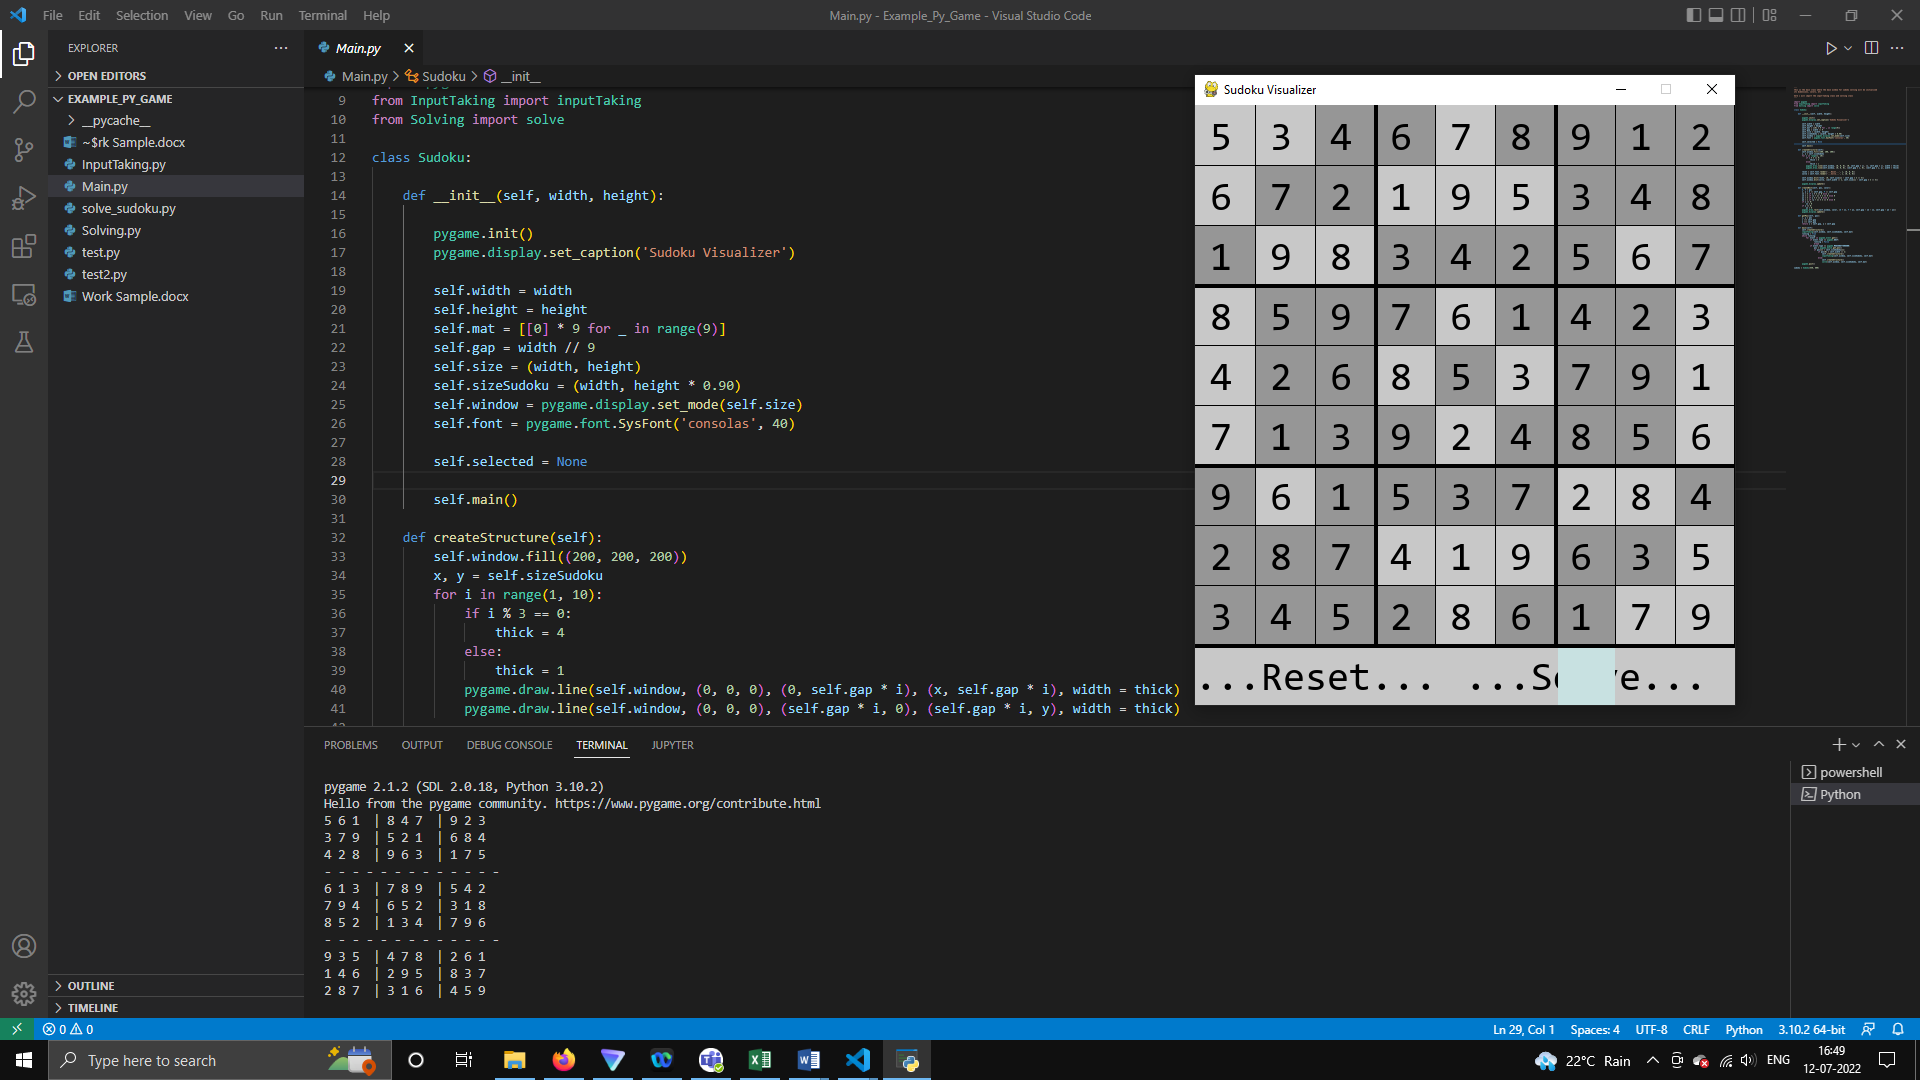 File Edit Selection View Go Run Terminal Help
Main.py - Example_Py_Game - Visual Studio Code
EXPLORER
OPEN EDITORS
EXAMPLE_PY_GAME
__pycache__
~$rk Sample.docx
InputTaking.py
Main.py
solve_sudoku.py
Solving.py
test.py
test2.py
Work Sample.docx
OUTLINE
TIMELINE
Main.py
Main.py > Sudoku > __init__
9 from InputTaking import inputTaking
10 from Solving import solve
11
12 class Sudoku:
13
14 def __init__(self, width, height):
15
16 pygame.init()
17 pygame.display.set_caption('Sudoku Visualizer')
18
19 self.width = width
20 self.height = height
21 self.mat = [[0] * 9 for _ in range(9)]
22 self.gap = width // 9
23 self.size = (width, height)
24 self.sizeSudoku = (width, height * 0.90)
25 self.window = pygame.display.set_mode(self.size)
26 self.font = pygame.font.SysFont('consolas', 40)
27
28 self.selected = None
29
30 self.main()
31
32 def createStructure(self):
33 self.window.fill((200, 200, 200))
34 x, y = self.sizeSudoku
35 for i in range(1, 10):
36 if i % 3 == 0:
37 thick = 4
38 else:
39 thick = 1
40 pygame.draw.line(self.window, (0, 0, 0), (0, self.gap * i), (x, self.gap * i), width = thick)
41 pygame.draw.line(self.window, (0, 0, 0), (self.gap * i, 0), (self.gap * i, y), width = thick)
Sudoku Visualizer
5 3 4 6 7 8 9 1 2
6 7 2 1 9 5 3 4 8
1 9 8 3 4 2 5 6 7
8 5 9 7 6 1 4 2 3
4 2 6 8 5 3 7 9 1
7 1 3 9 2 4 8 5 6
9 6 1 5 3 7 2 8 4
2 8 7 4 1 9 6 3 5
3 4 5 2 8 6 1 7 9
...Reset...
PROBLEMS OUTPUT DEBUG CONSOLE TERMINAL JUPYTER
powershell
Python
pygame 2.1.2 (SDL 2.0.18, Python 3.10.2)
Hello from the pygame community. https://www.pygame.org/contribute.html
5 6 1 | 8 4 7 | 9 2 3
3 7 9 | 5 2 1 | 6 8 4
4 2 8 | 9 6 3 | 1 7 5
- - - - - - - - - - - - -
6 1 3 | 7 8 9 | 5 4 2
7 9 4 | 6 5 2 | 3 1 8
8 5 2 | 1 3 4 | 7 9 6
- - - - - - - - - - - - -
9 3 5 | 4 7 8 | 2 6 1
1 4 6 | 2 9 5 | 8 3 7
2 8 7 | 3 1 6 | 4 5 9
0 0
Ln 29, Col 1 Spaces: 4 UTF-8 CRLF Python 3.10.2 64-bit
Type here to search
22°C Rain
ENG
16:49
12-07-2022